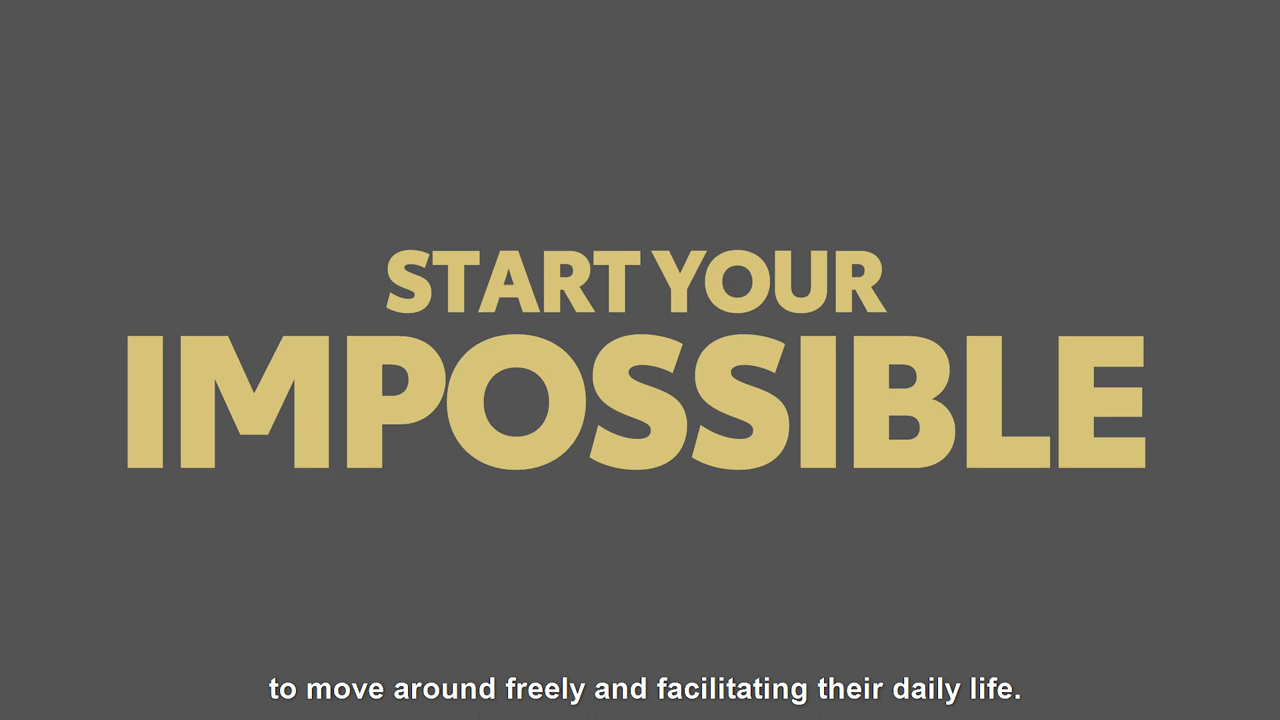 START YOUR
IMPOSSIBLE
to move around freely and facilitating their daily life.